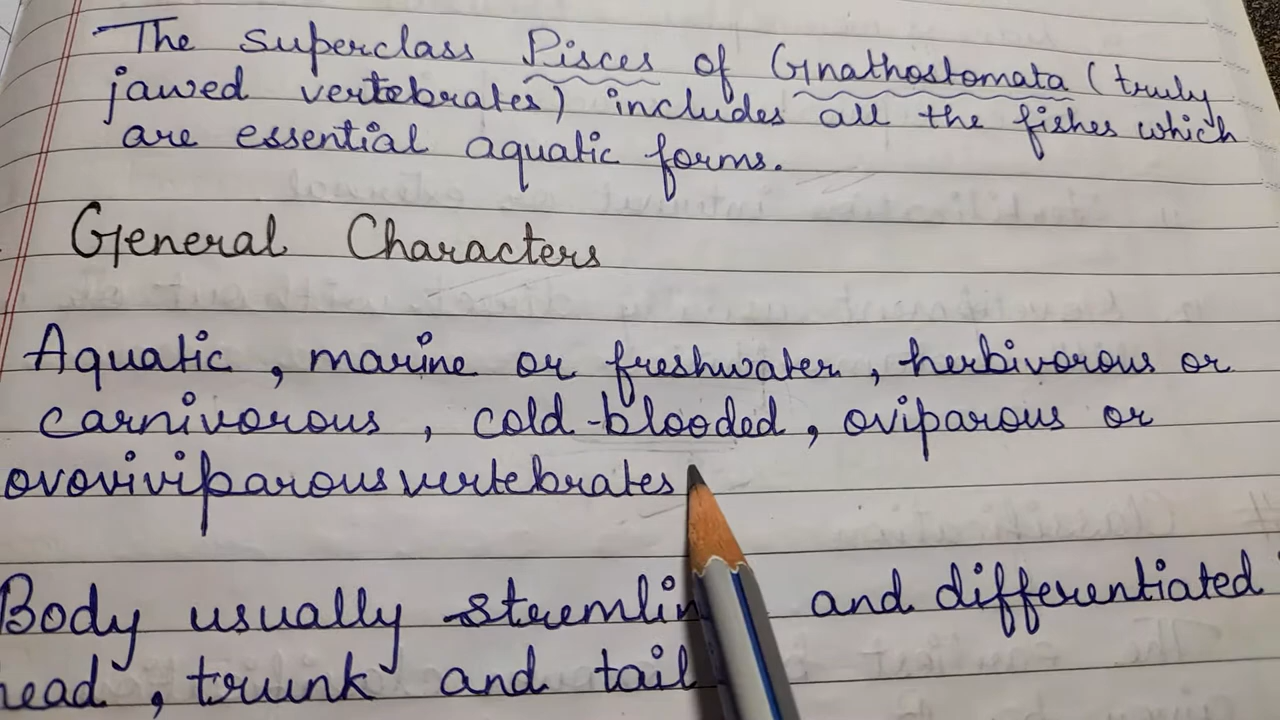 The superclass Pisces of Gnathostomata (truly
jawed vertebrates) includes all the fishes which
are essential aquatic forms.
General Characters
Aquatic, marine or freshwater, herbivorous or
carnivorous, cold-blooded, oviparous or
ovoviviparous vertebrates
Body usually and differentiated
, trunk and tail